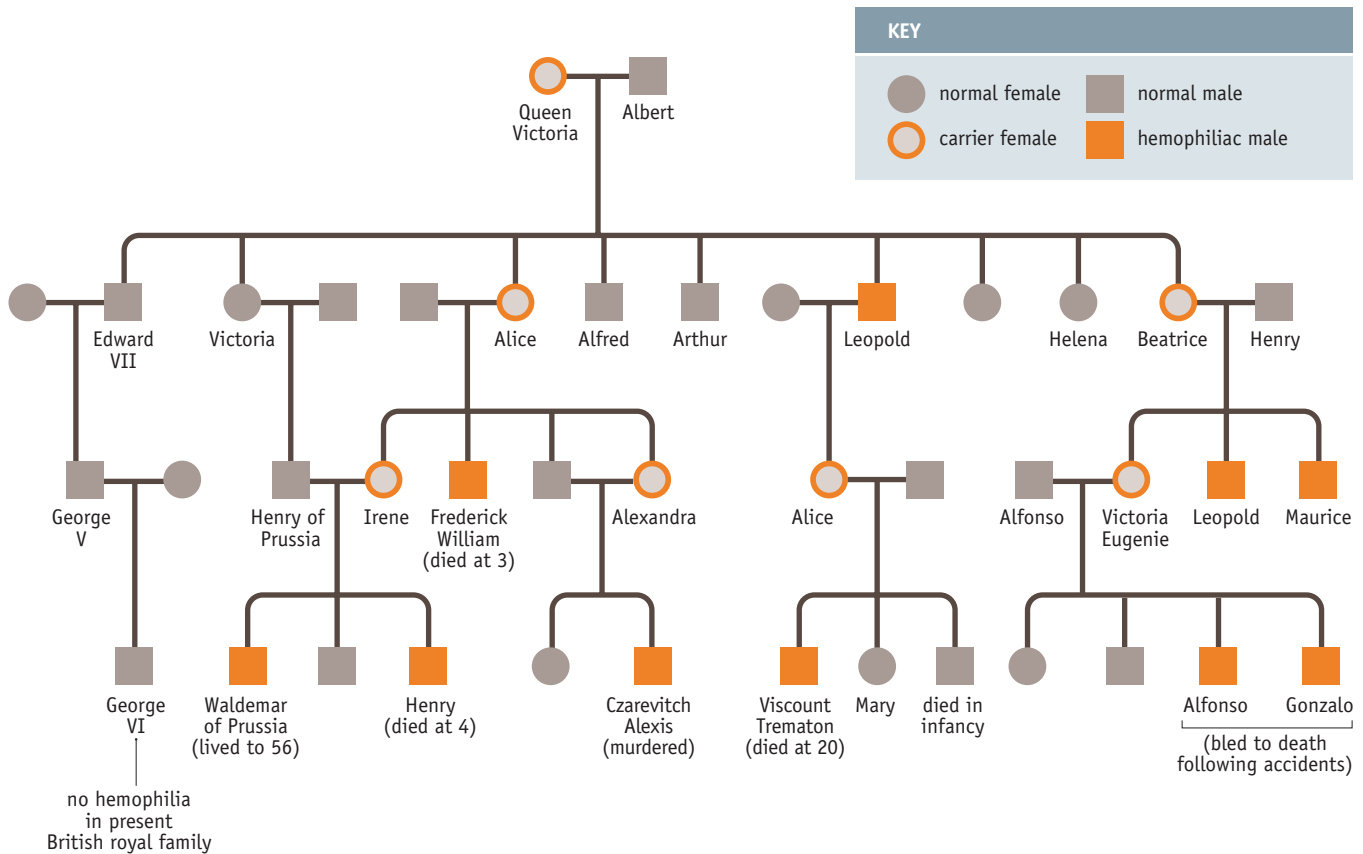 KEY
normal female
normal male
carrier female
hemophiliac male
Queen
Victoria
Albert
Edward
VII
Victoria
Alice
Alfred
Arthur
Leopold
Helena
Beatrice
Henry
George
V
Henry of
Prussia
Irene
Frederick
William
(died at 3)
Alexandra
Alice
Alfonso
Victoria
Eugenie
Leopold
Maurice
George
VI
Waldemar
of Prussia
(lived to 56)
Henry
(died at 4)
Czarevitch
Alexis
(murdered)
Viscount
Trematon
(died at 20)
Mary
died in
infancy
Alfonso
Gonzalo
(bled to death
following accidents)
no hemophilia
in present
British royal family